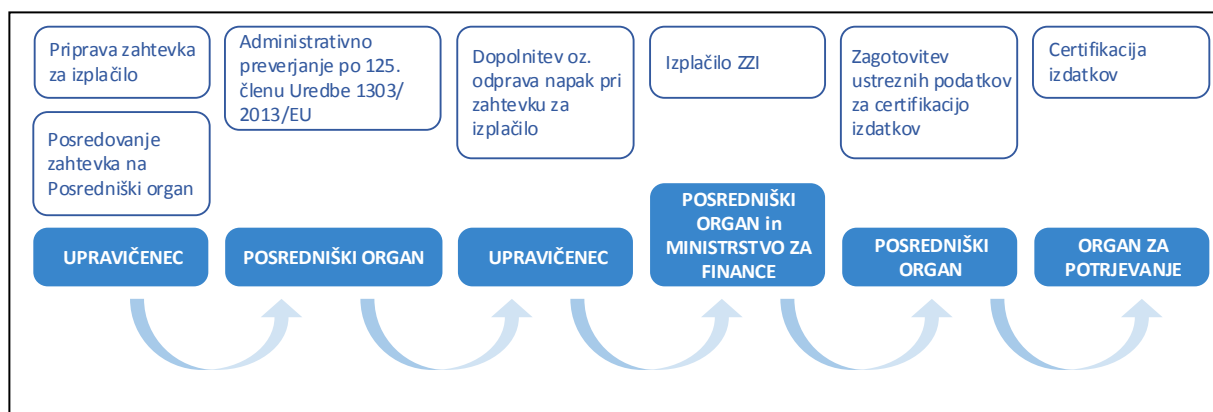 Priprava zahtevka
za izplačilo
Posredovanje
zahtevka na
Posredniški organ
UPRAVIČENEC
Administrativno
preverjanje po 125.
členu Uredbe 1303/
2013/EU
POSREDNIŠKI ORGAN
Dopolnitev oz.
odprava napak pri
zahtevku za
izplačilo
UPRAVIČENEC
Izplačilo ZZI
POSREDNIŠKI
ORGAN in
MINISTRSTVO ZA
FINANCE
Zagotovitev
ustreznih podatkov
za certifikacijo
izdatkov
POSREDNIŠKI
ORGAN
Certifikacija
izdatkov
ORGAN ZA
POTRJEVANJE